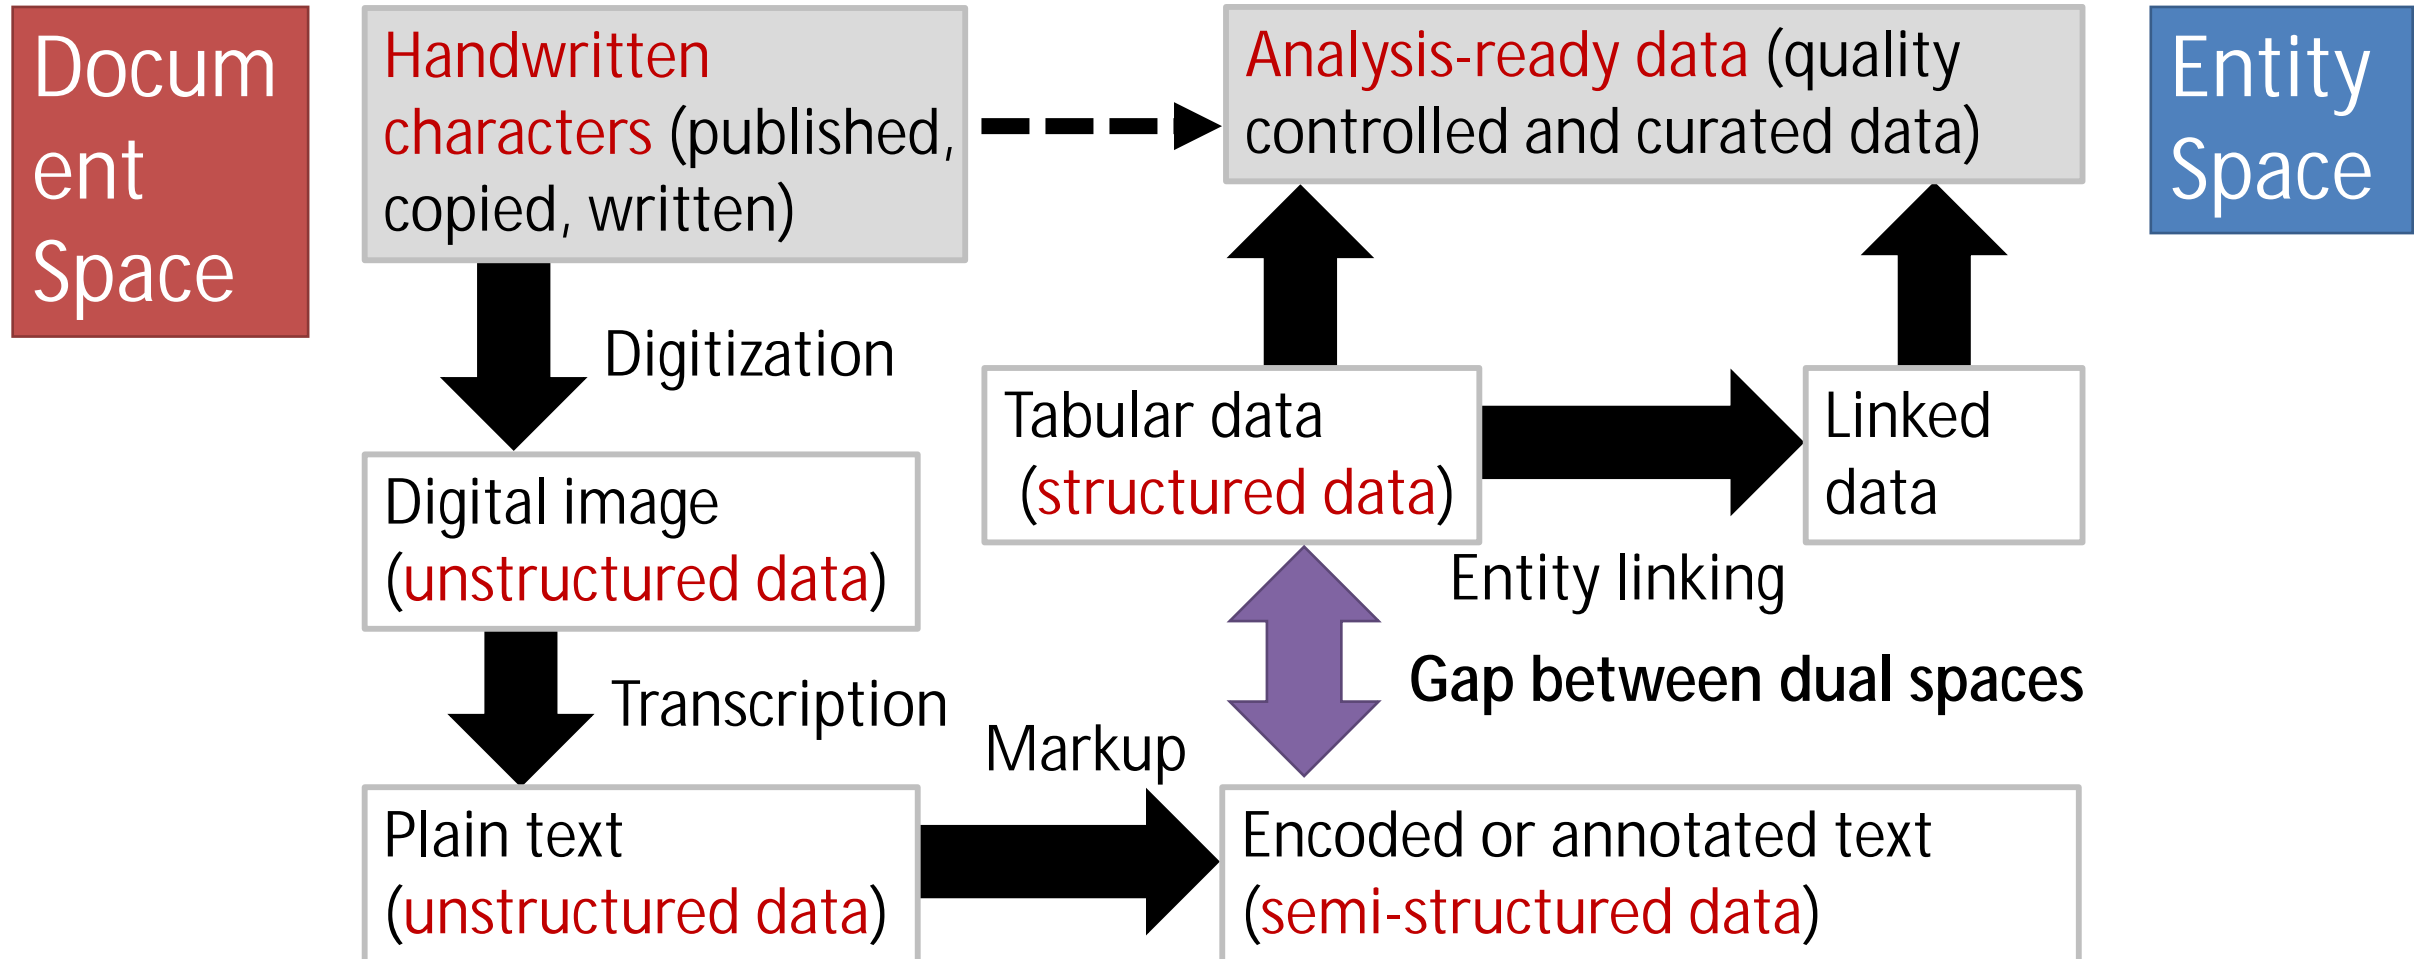 Docum
ent
Space
Handwritten
characters (published,
copied, written)
Analysis-ready data (quality
controlled and curated data)
Entity
Space
Digitization
Digital image
(unstructured data)
Transcription
Plain text
(unstructured data)
Markup
Tabular data
(structured data)
Linked
data
Entity linking
Gap between dual spaces
Encoded or annotated text
(semi-structured data)